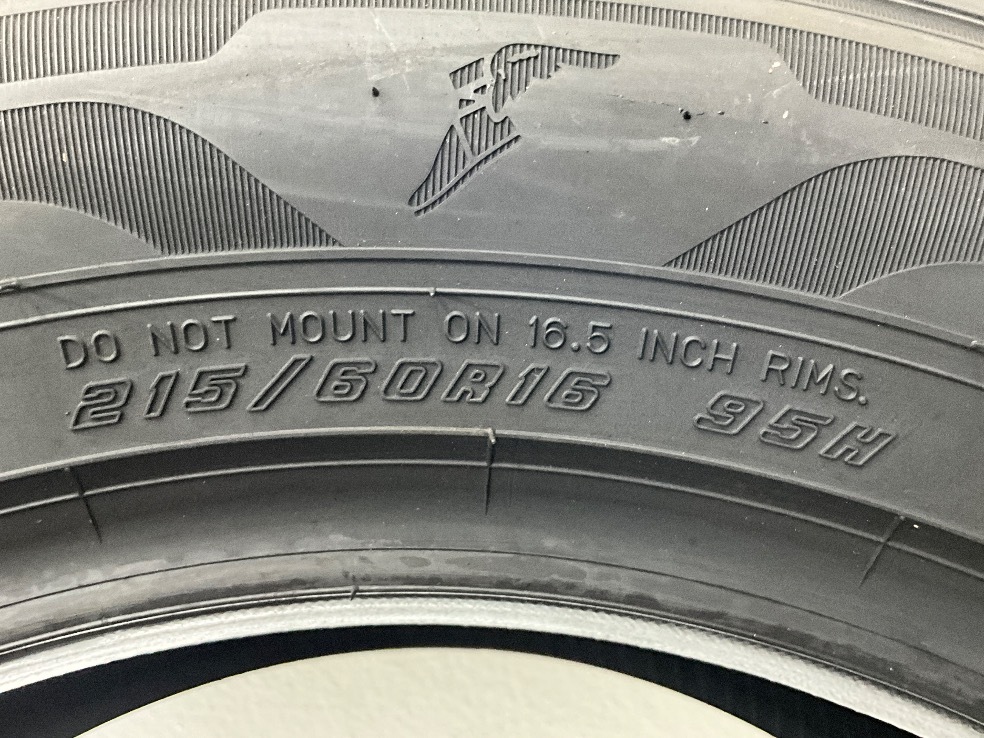 DO NOT MOUNT ON 16.5 INCH RIMS.
215/60R16 95H